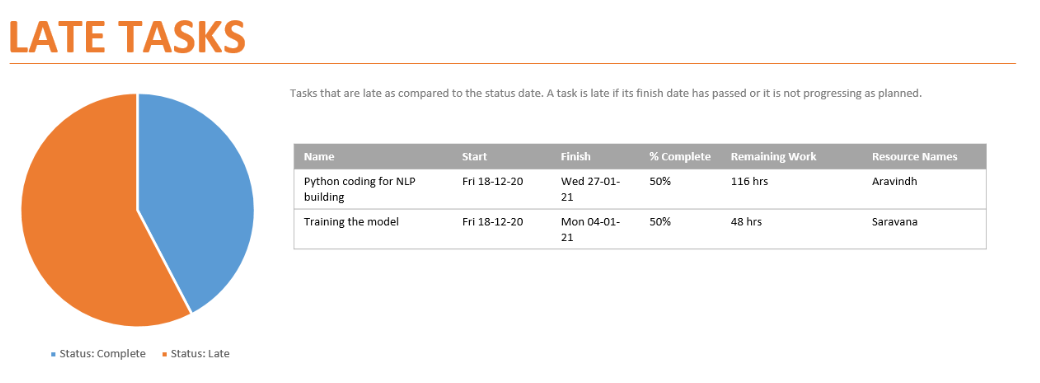 LATE TASKS
Tasks that are late as compared to the status date. A task is late if its finish date has passed or it is not progressing as planned.
Name Start Finish % Complete Remaining Work Resource Names
Python coding for NLP Fri 18-12-20 Wed 27-01- 50% 116 hrs Aravindh
building 21
Training the model Fri 18-12-20 Mon 04-01- 50% 48 hrs Saravana
21
Status: Complete Status: Late